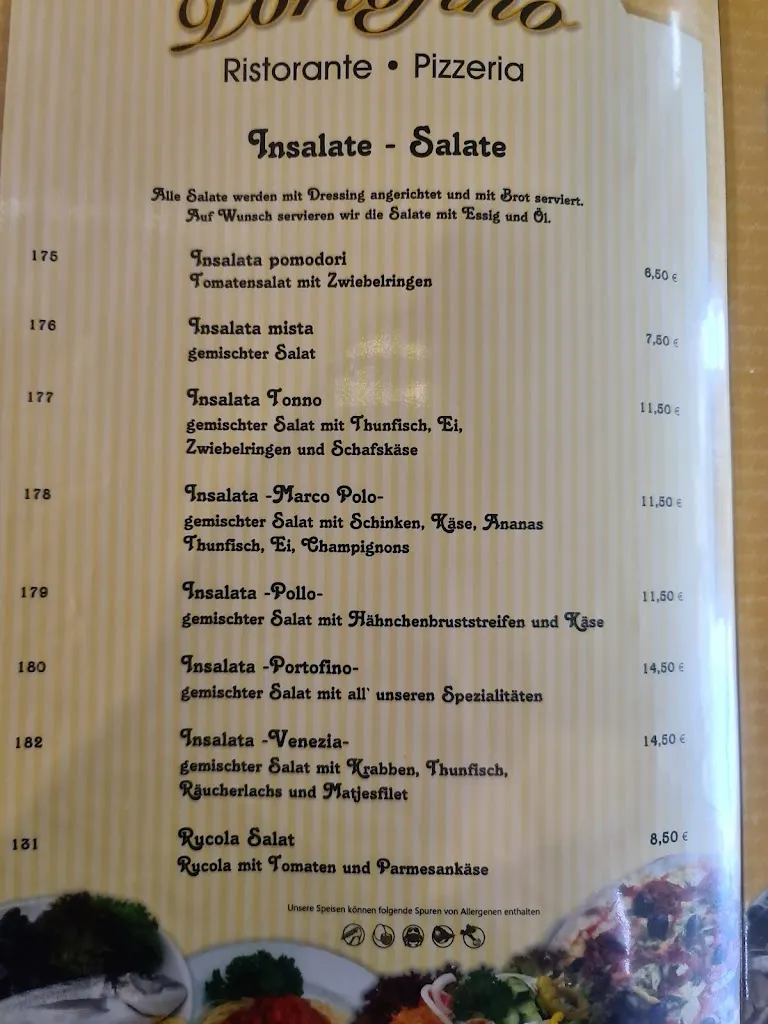 Portofino
Ristorante • Pizzeria
Insalate - Salate
Alle Salate werden mit Dressing angerichtet und mit Brot serviert.
Auf Wunsch servieren wir die Salate mit Essig und Öl.
175 Insalata pomodori
Tomatensalat mit Zwiebelringen 6,50 €
176 Insalata mista 7,50 €
gemischter Salat
177 Insalata Tonno 11,50 €
gemischter Salat mit Thunfisch, Ei,
Zwiebelringen und Schafskäse
178 Insalata -Marco Polo- 11,50 €
gemischter Salat mit Schinken, Käse, Ananas
Thunfisch, Ei, Champignons
179 Insalata -Pollo- 11,50 €
gemischter Salat mit Hähnchenbruststreifen und Käse
180 Insalata -Portofino- 14,50 €
gemischter Salat mit all' unseren Spezialitäten
182 Insalata -Venezia- 14,50 €
gemischter Salat mit Krabben, Thunfisch,
Räucherlachs und Matjesfilet
131 Rycola Salat 8,50 €
Rycola mit Tomaten und Parmesankäse
Unsere Speisen können folgende Spuren von Allergenen enthalten